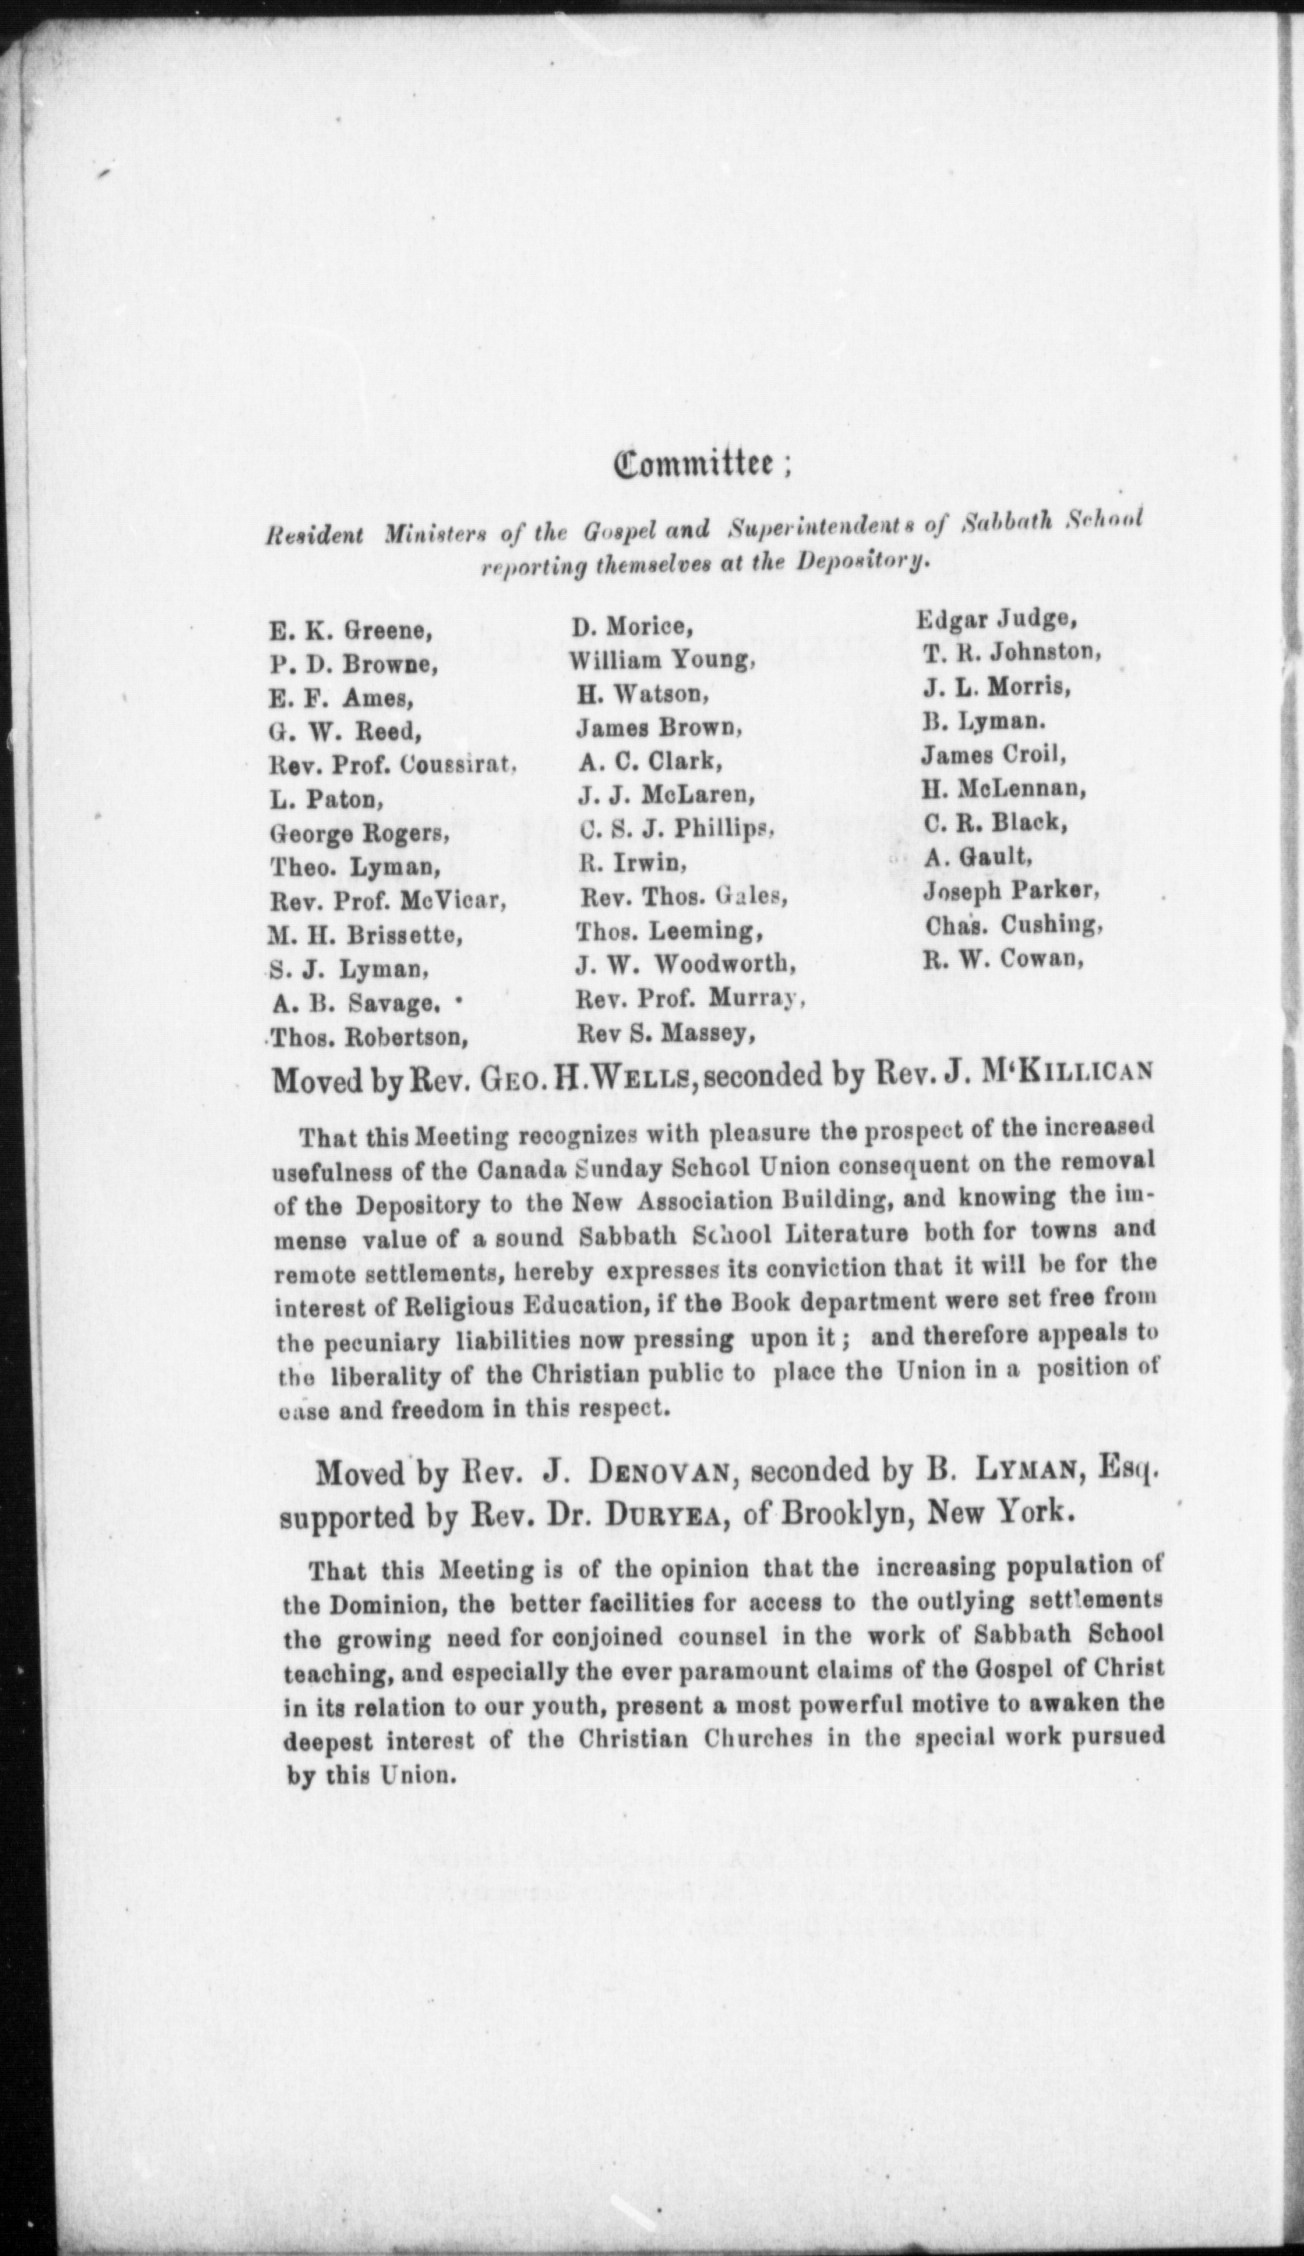 Committee ;
Resident Ministers of the Gospel and Superintendents of Sabbath School
reporting themselves at the Depository.
E. K. Greene,
P. D. Browne,
E. F. Ames,
G. W. Reed,
Rev. Prof. Coussirat,
L. Paton,
George Rogers,
Theo. Lyman,
Rev. Prof. McVicar,
M. H. Brissette,
S. J. Lyman,
A. B. Savage,
Thos. Robertson,
D. Morice,
William Young,
H. Watson,
James Brown,
A. C. Clark,
J. J. McLaren,
C. S. J. Phillips,
R. Irwin,
Rev. Thos. Gales,
Thos. Leeming,
J. W. Woodworth,
Rev. Prof. Murray,
Rev S. Massey,
Edgar Judge,
T. R. Johnston,
J. L. Morris,
B. Lyman.
James Croil,
H. McLennan,
C. R. Black,
A. Gault,
Joseph Parker,
Chas. Cushing,
R. W. Cowan,
Moved by Rev. GEO. H. WELLS, seconded by Rev. J. M‘KILLICAN
That this Meeting recognizes with pleasure the prospect of the increased
usefulness of the Canada Sunday School Union consequent on the removal
of the Depository to the New Association Building, and knowing the im-
mense value of a sound Sabbath School Literature both for towns and
remote settlements, hereby expresses its conviction that it will be for the
interest of Religious Education, if the Book department were set free from
the pecuniary liabilities now pressing upon it ; and therefore appeals to
the liberality of the Christian public to place the Union in a position of
ease and freedom in this respect.
Moved by Rev. J. DENOVAN, seconded by B. LYMAN, Esq.
supported by Rev. Dr. DURYEA, of Brooklyn, New York.
That this Meeting is of the opinion that the increasing population of
the Dominion, the better facilities for access to the outlying settlements
the growing need for conjoined counsel in the work of Sabbath School
teaching, and especially the ever paramount claims of the Gospel of Christ
in its relation to our youth, present a most powerful motive to awaken the
deepest interest of the Christian Churches in the special work pursued
by this Union.